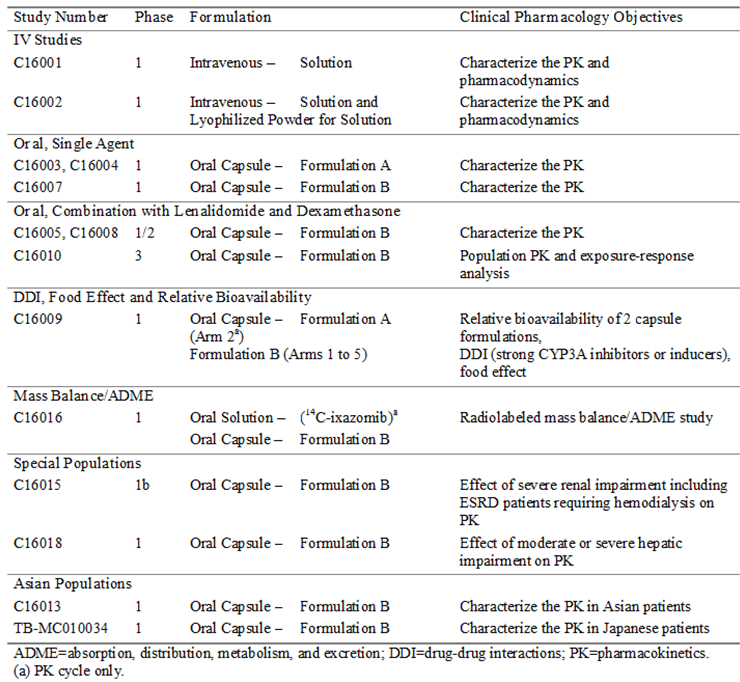 Study Number Phase Formulation Clinical Pharmacology Objectives
IV Studies
C16001 1 Intravenous – Solution Characterize the PK and
pharmacodynamics
C16002 1 Intravenous – Solution and Characterize the PK and
Lyophilized Powder for Solution pharmacodynamics
Oral, Single Agent
C16003, C16004 1 Oral Capsule – Formulation A Characterize the PK
C16007 1 Oral Capsule – Formulation B Characterize the PK
Oral, Combination with Lenalidomide and Dexamethasone
C16005, C16008 1/2 Oral Capsule – Formulation B Characterize the PK
C16010 3 Oral Capsule – Formulation B Population PK and exposure-response
analysis
DDI, Food Effect and Relative Bioavailability
C16009 1 Oral Capsule – Formulation A Relative bioavailability of 2 capsule
(Arm 2a) formulations,
Formulation B (Arms 1 to 5) DDI (strong CYP3A inhibitors or inducers),
food effect
Mass Balance/ADME
C16016 1 Oral Solution – (14C-ixazomib)a Radiolabeled mass balance/ADME study
Oral Capsule – Formulation B
Special Populations
C16015 1b Oral Capsule – Formulation B Effect of severe renal impairment including
ESRD patients requiring hemodialysis on
PK
C16018 1 Oral Capsule – Formulation B Effect of moderate or severe hepatic
impairment on PK
Asian Populations
C16013 1 Oral Capsule – Formulation B Characterize the PK in Asian patients
TB-MC010034 1 Oral Capsule – Formulation B Characterize the PK in Japanese patients
ADME=absorption, distribution, metabolism, and excretion; DDI=drug-drug interactions; PK=pharmacokinetics.
(a) PK cycle only.